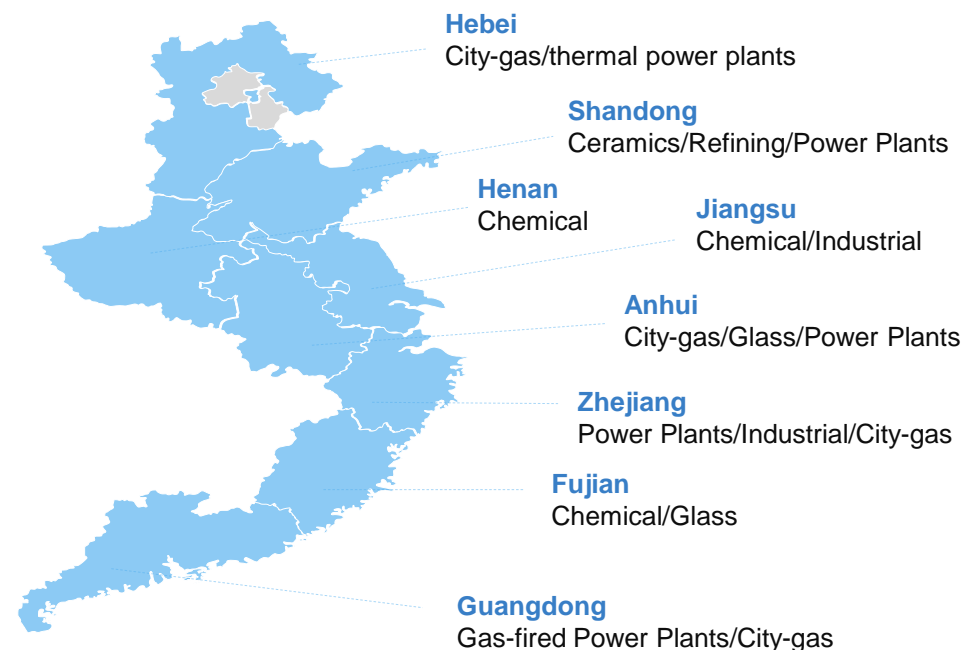 Hebei
City-gas/thermal power plants
Shandong
Ceramics/Refining/Power Plants
Henan
Chemical
Jiangsu
Chemical/Industrial
Anhui
City-gas/Glass/Power Plants
Zhejiang
Power Plants/Industrial/City-gas
Fujian
Chemical/Glass
Guangdong
Gas-fired Power Plants/City-gas